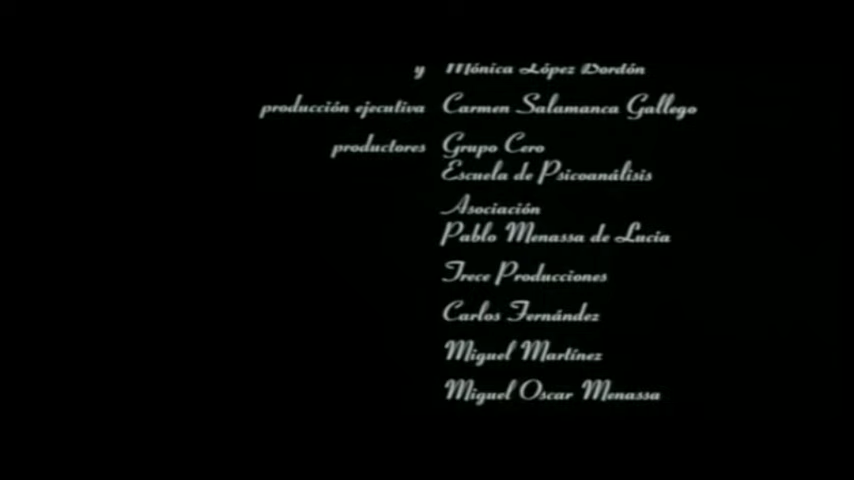 y Mónica López Bordón
producción ejecutiva Carmen Salamanca Gallego
productores Grupo Cero
Escuela de Psicoanálisis
Asociación
Pablo Menassa de Lucia
Trece Producciones
Carlos Fernández
Miguel Martínez
Miguel Oscar Menassa